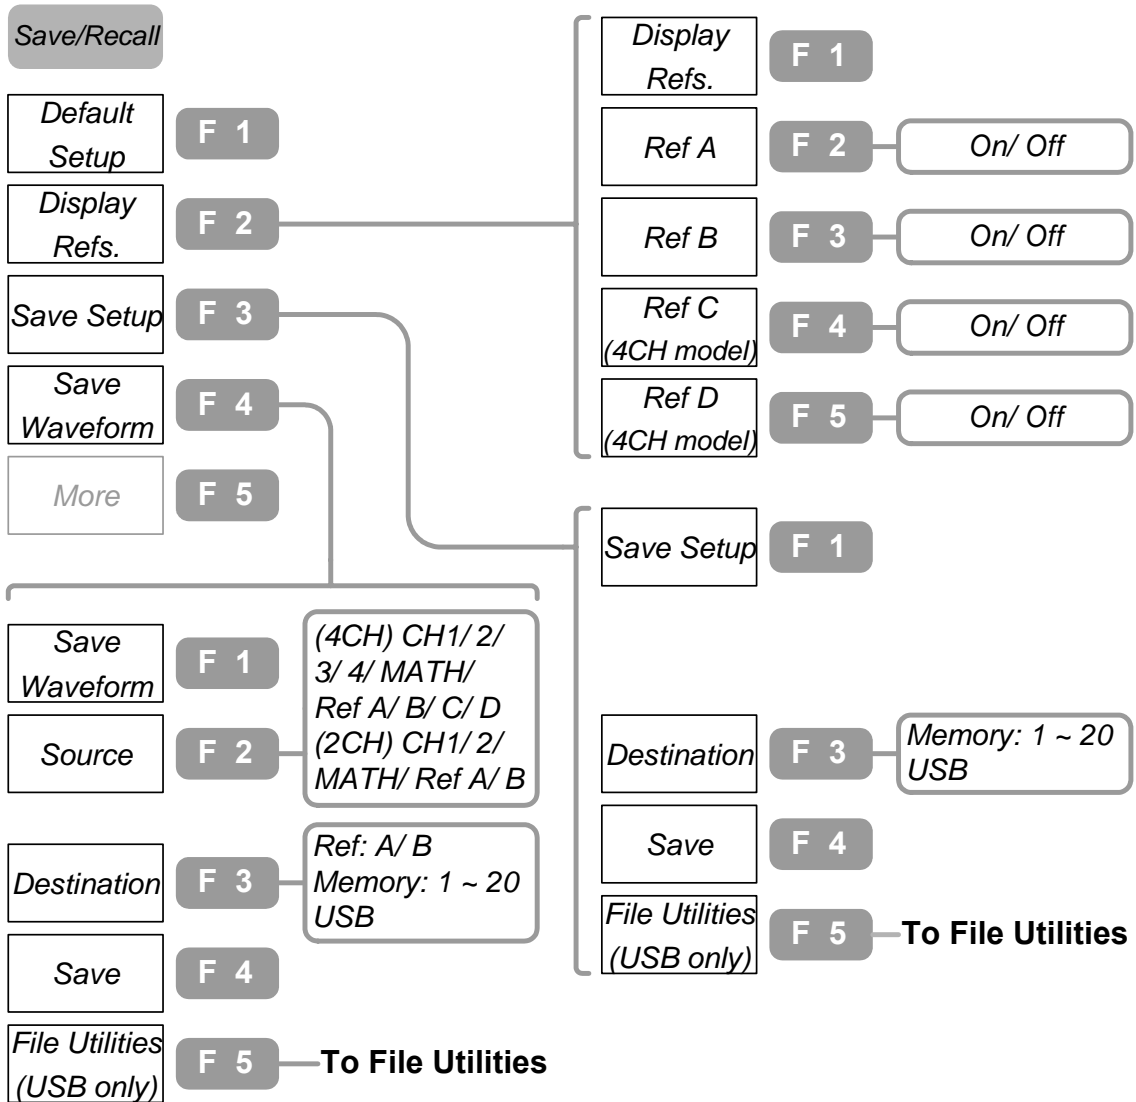 Save/Recall
Default
Setup
F 1
Display
Refs.
F 2
Save Setup
F 3
Save
Waveform
F 4
More
F 5
Display
Refs.
F 1
Ref A
F 2
On/ Off
Ref B
F 3
On/ Off
Ref C
(4CH model)
F 4
On/ Off
Ref D
(4CH model)
F 5
On/ Off
Save
Waveform
F 1
Source
F 2
(4CH) CH1/ 2/
3/ 4/ MATH/
Ref A/ B/ C/ D
(2CH) CH1/ 2/
MATH/ Ref A/ B
Destination
F 3
Ref: A/ B
Memory: 1 ~ 20
USB
Save
F 4
File Utilities
(USB only)
F 5
To File Utilities
Save Setup
F 1
Destination
F 3
Memory: 1 ~ 20
USB
Save
F 4
File Utilities
(USB only)
F 5
To File Utilities